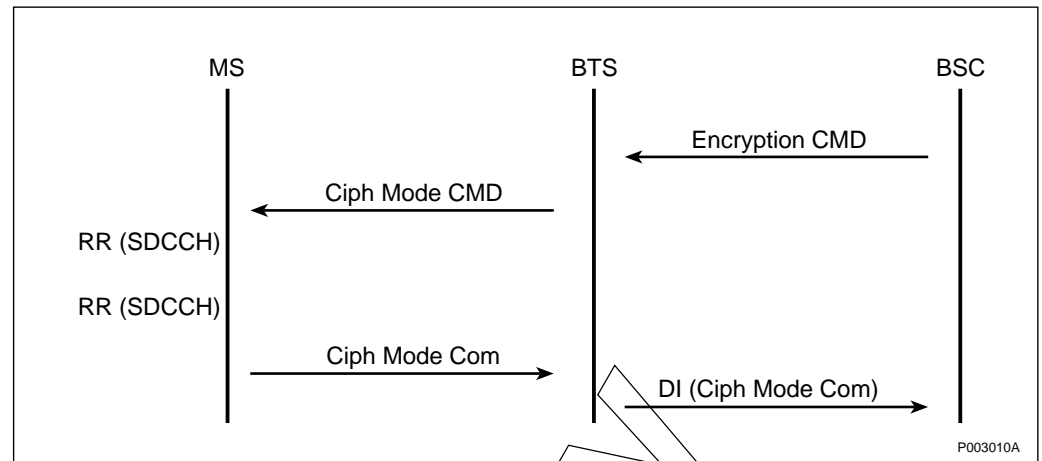 MS BTS BSC
Encryption CMD
Ciph Mode CMD
RR (SDCCH)
RR (SDCCH)
Ciph Mode Com
DI (Ciph Mode Com)
P003010A